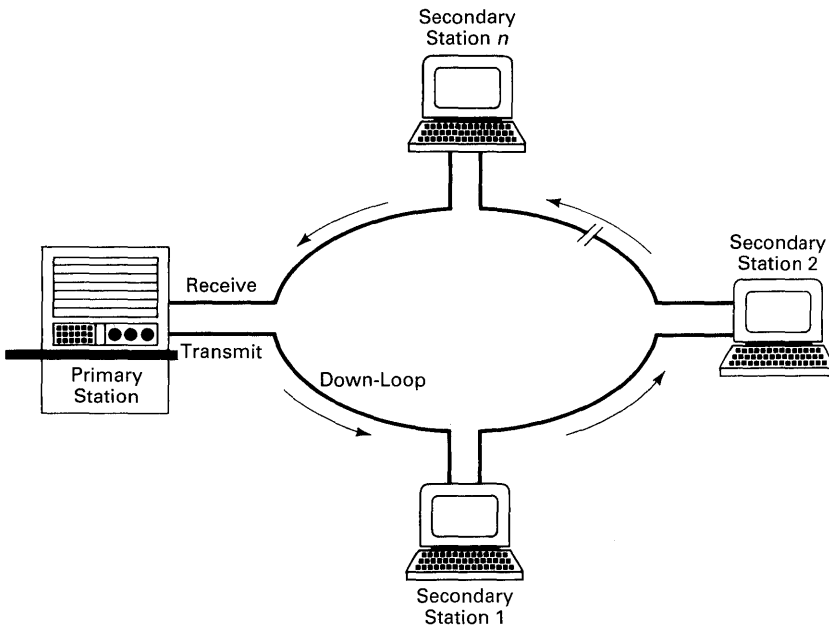 Secondary
Station n
Secondary
Station 2
Receive
Transmit
Primary
Station
Down-Loop
Secondary
Station 1